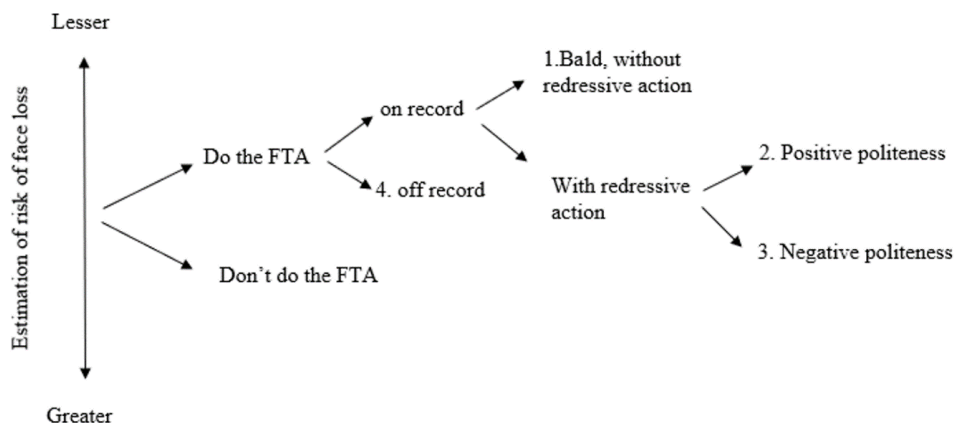 Lesser
Estimation of risk of face loss
1.Bald, without
redressive action
on record
Do the FTA
2. Positive politeness
4. off record
With redressive
action
3. Negative politeness
Don't do the FTA
Greater